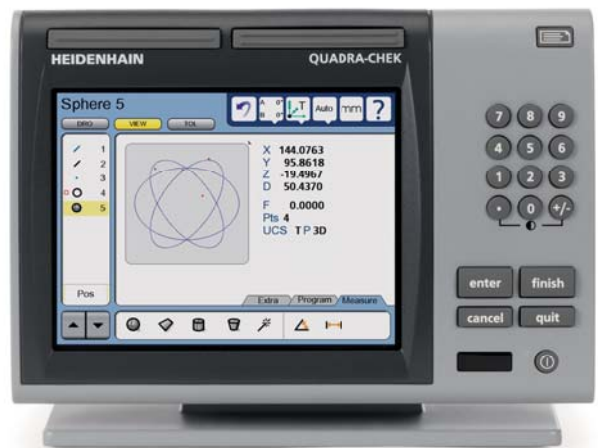 HEIDENHAIN QUADRA-CHEK
Sphere 5
A 0° B 0° T Auto mm ?
DRO VIEW TOL
1
2
3
4
5
X 144.0763
Y 95.8618
Z -19.4967
D 50.4370
F 0.0000
Pts 4
UCS T P 3D
Pos
Extra Program Measure
7 8 9
4 5 6
1 2 3
. 0 +/-
enter finish
cancel quit